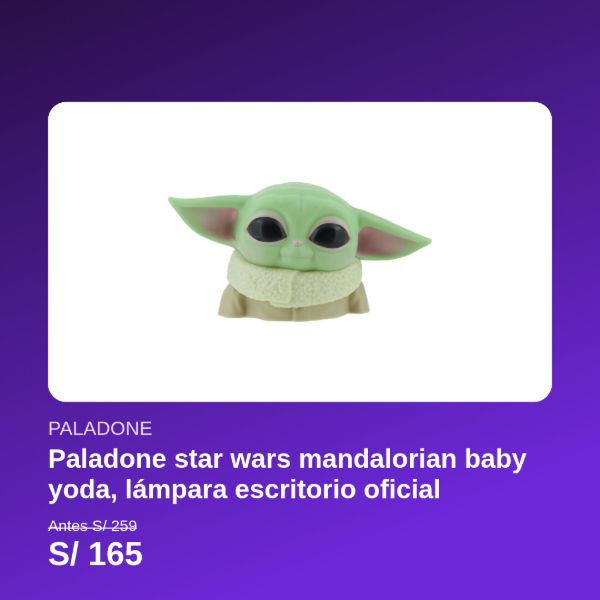 PALADONE
Paladone star wars mandalorian baby
yoda, lámpara escritorio oficial
Antes S/ 259
S/ 165